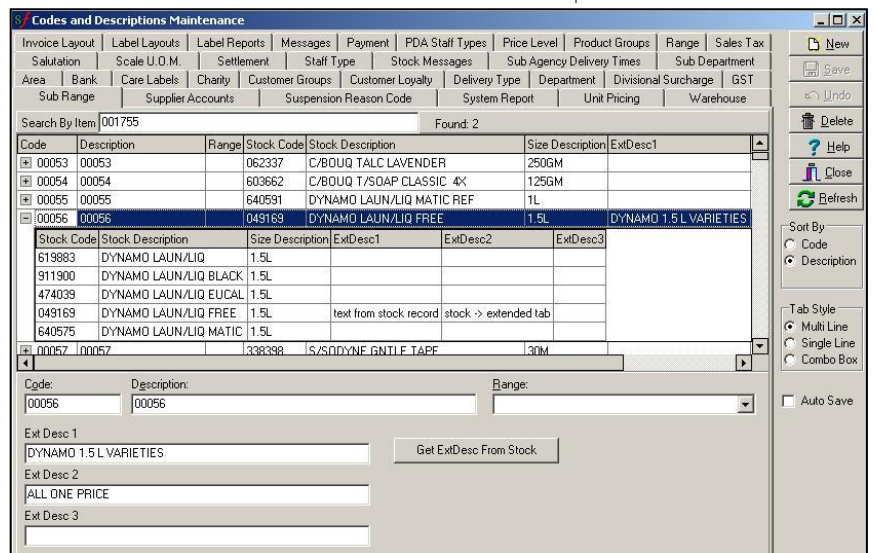 Codes and Descriptions Maintenance
Invoice Layout Label Layouts Label Reports Messages Payment PDA Staff Types Price Level Product Groups Range Sales Tax
Salutation Scale U.O.M. Settlement Staff Type Stock Messages Sub Agency Delivery Times Sub Department
Area Bank Care Labels Charity Customer Groups Customer Loyalty Delivery Type Department Divisional Surcharge GST
Sub Range Supplier Accounts Suspension Reason Code System Report Unit Pricing Warehouse
Search By Item 001755 Found: 2
Code Description Range Stock Code Stock Description Size Description ExtDesc1
00053 00053 062337 C/BOUQ TALC LAVENDER 250GM
00054 00054 603662 C/BOUQ T/SOAP CLASSIC 4X 125GM
00055 00055 640591 DYNAMO LAUN/LIQ MATIC REF 1L
00056 00056 049169 DYNAMO LAUN/LIQ FREE 1.5L DYNAMO 1.5 L VARIETIES
Stock Code Stock Description Size Description ExtDesc1 ExtDesc2 ExtDesc3
619883 DYNAMO LAUN/LIQ 1.5L
911900 DYNAMO LAUN/LIQ BLACK 1.5L
474039 DYNAMO LAUN/LIQ EUCAL 1.5L
049169 DYNAMO LAUN/LIQ FREE 1.5L text from stock record stock -> extended tab
640575 DYNAMO LAUN/LIQ MATIC 1.5L
00057 00057 338398 S/SODYNE GNTLE TAPE 30M
Code: Description: Range:
00056 00056
Ext Desc 1
DYNAMO 1.5 L VARIETIES Get ExtDesc From Stock
Ext Desc 2
ALL ONE PRICE
Ext Desc 3
New
Save
Undo
Delete
Help
Close
Refresh
Sort By
Code
Description
Tab Style
Multi Line
Single Line
Combo Box
Auto Save